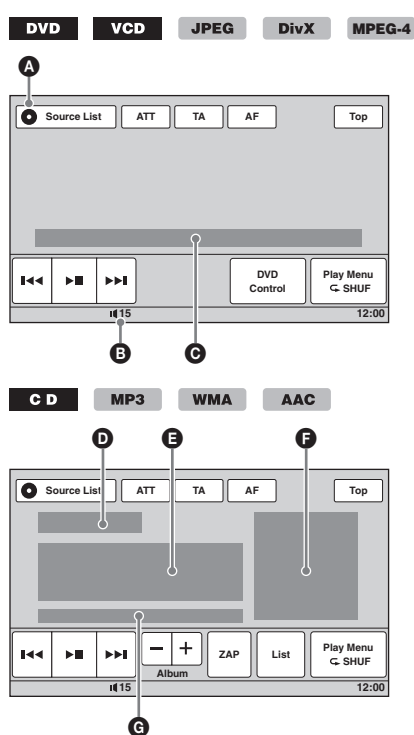 DVD VCD JPEG DivX MPEG-4
A
Source List ATT TA AF Top
C
DVD Control Play Menu SHUF
15 12:00
B C
C D MP3 WMA AAC
D E F
Source List ATT TA AF Top
− + ZAP List Play Menu SHUF
Album
15 12:00
G